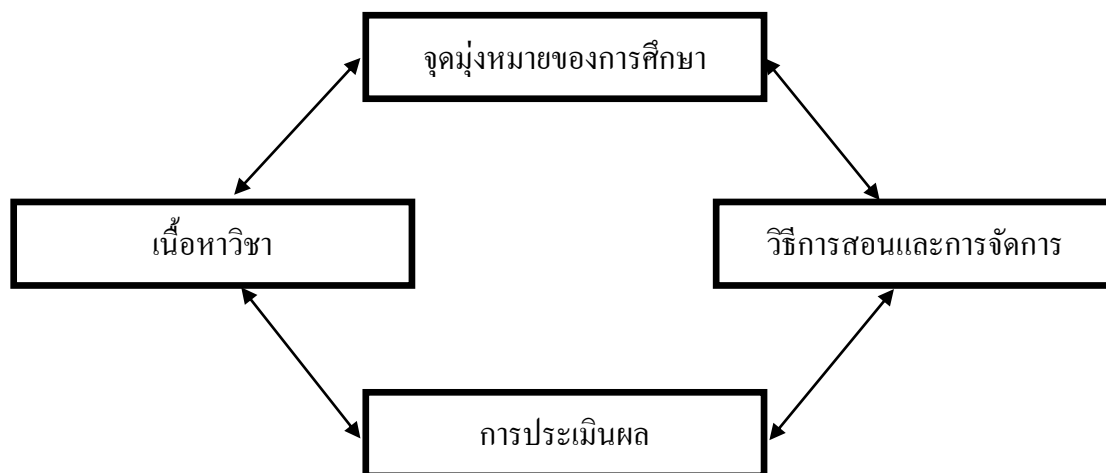 จุดมุ่งหมายของการศึกษา
เนื้อหาวิชา
วิธีการสอนและการจัดการ
การประเมินผล